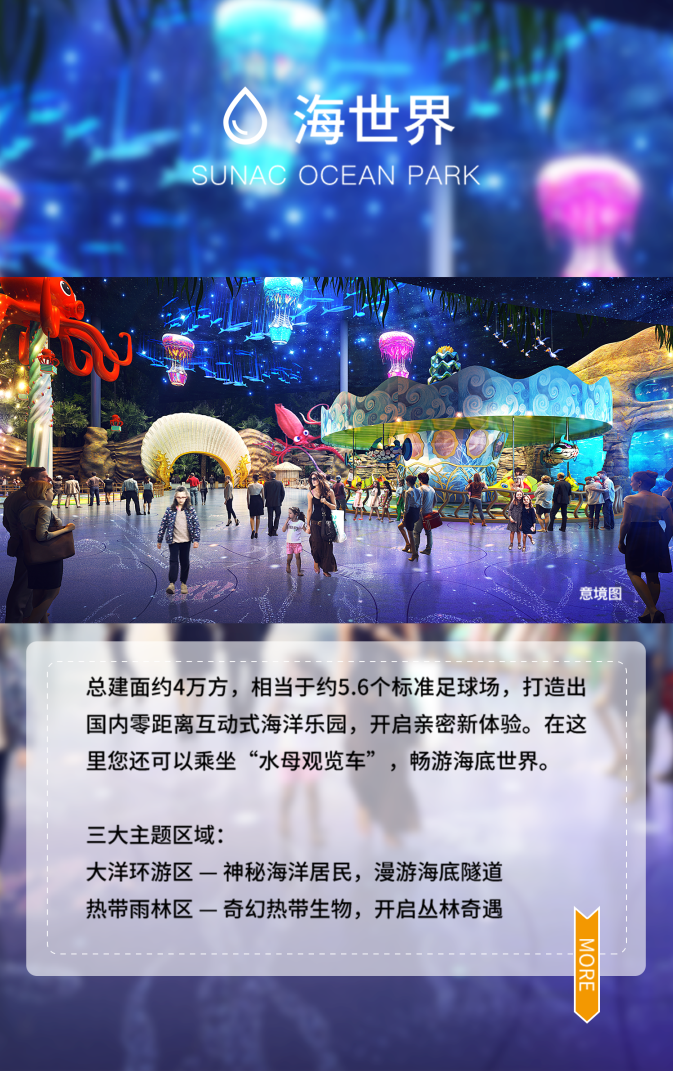 海世界
SUNAC OCEAN PARK
意境图
总建面约4万方，相当于约5.6个标准足球场，打造出
国内零距离互动式海洋乐园，开启亲密新体验。在这
里您还可以乘坐“水母观览车”，畅游海底世界。
三大主题区域：
大洋环游区 — 神秘海洋居民，漫游海底隧道
热带雨林区 — 奇幻热带生物，开启丛林奇遇
MORE